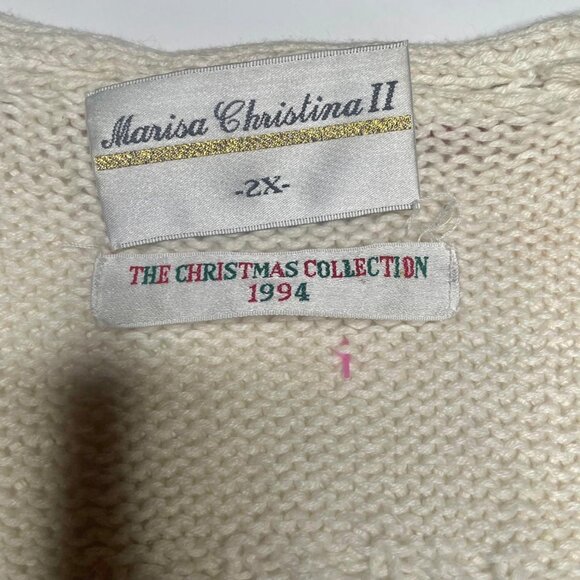 Marisa Christina II
-2X-
THE CHRISTMAS COLLECTION
1994